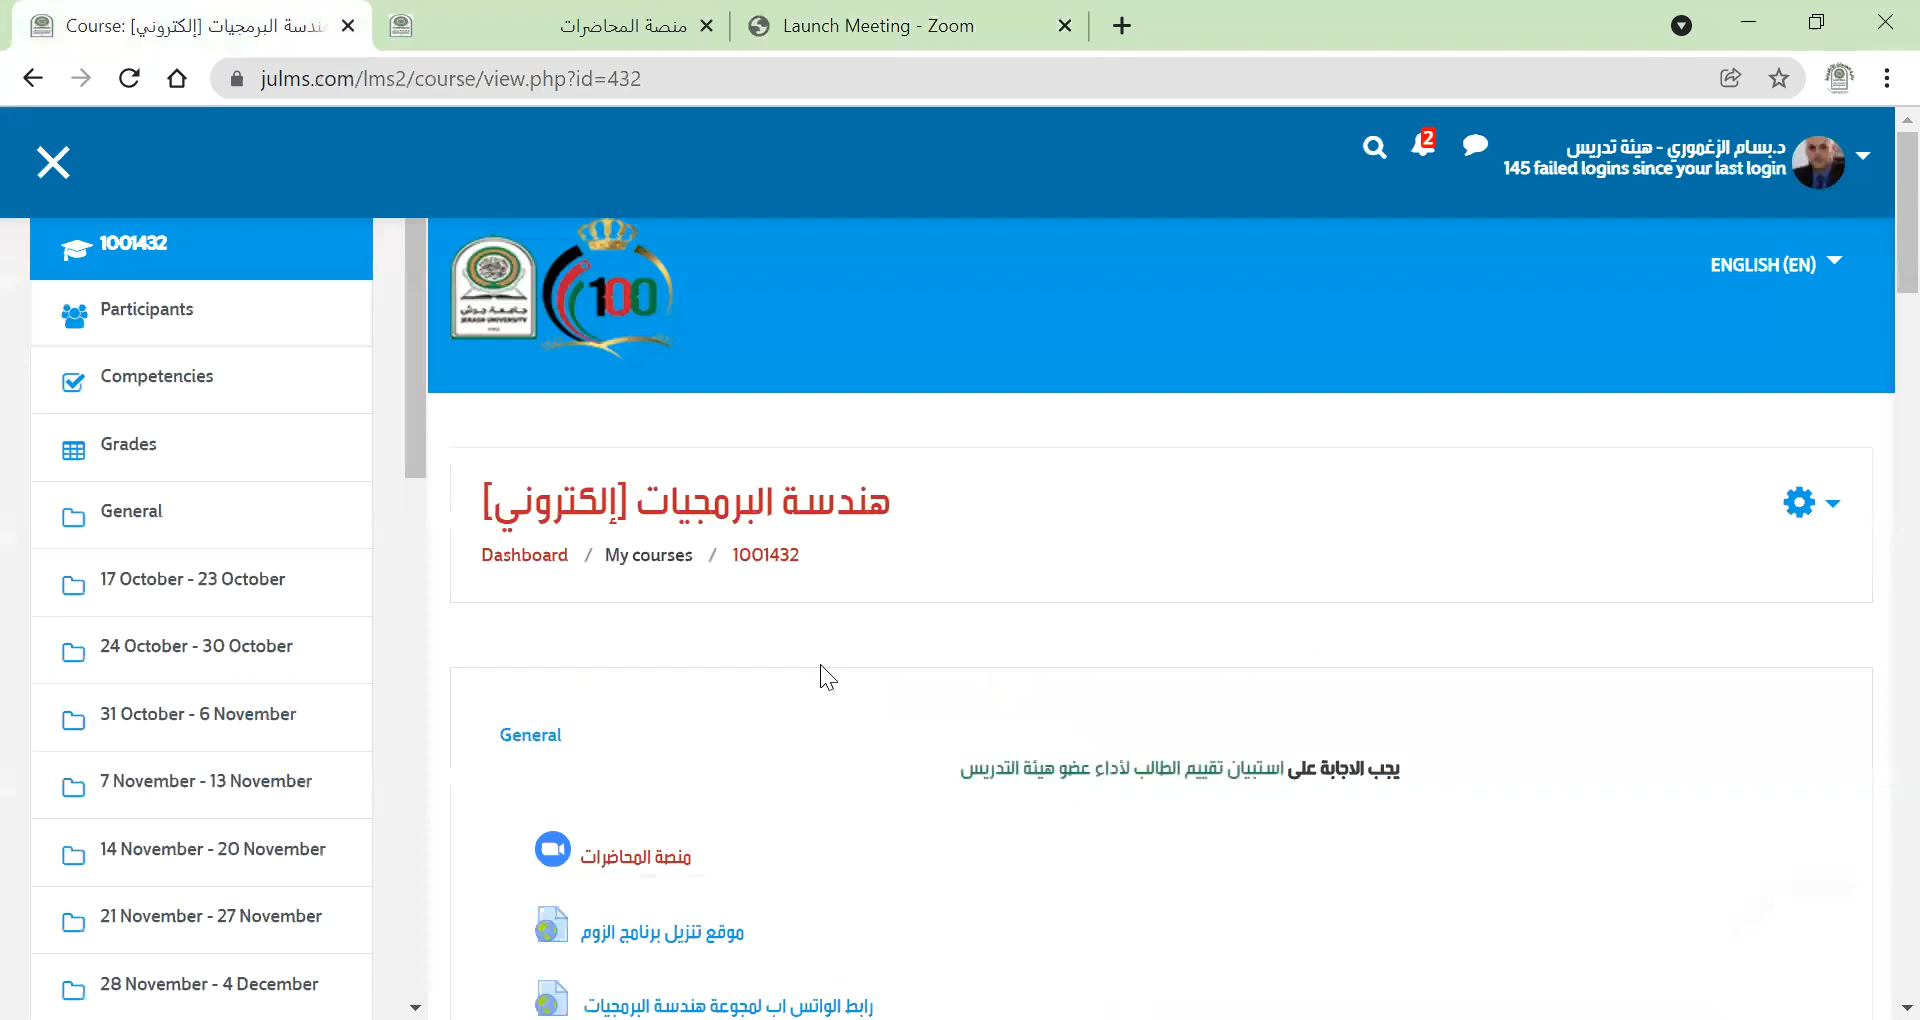 Course: هندسة البرمجيات [إلكتروني]
منصة المحاضرات
Launch Meeting - Zoom
julms.com/lms2/course/view.php?id=432
2
د.بسام الزغموري - هيئة تدريس
145 failed logins since your last login
1001432
Participants
Competencies
Grades
General
17 October - 23 October
24 October - 30 October
31 October - 6 November
7 November - 13 November
14 November - 20 November
21 November - 27 November
28 November - 4 December
جامعة جرش
JERASH UNIVERSITY
100
ENGLISH (EN)
هندسة البرمجيات [إلكتروني]
Dashboard / My courses / 1001432
General
يجب الاجابة على استبيان تقييم الطالب لأداء عضو هيئة التدريس
منصة المحاضرات
موقع تنزيل برنامج الزوم
رابط الواتس اب لمجوعة هندسة البرمجيات